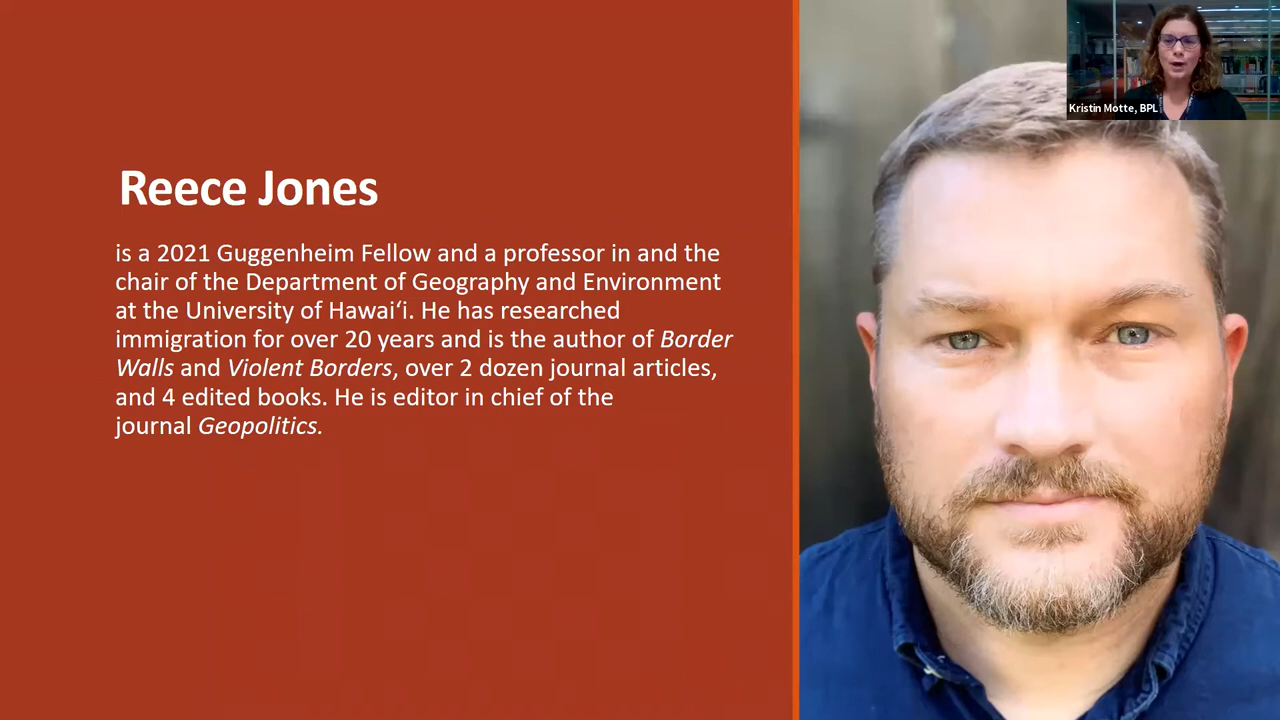 Kristin Motte, BPL
Reece Jones
is a 2021 Guggenheim Fellow and a professor in and the
chair of the Department of Geography and Environment
at the University of Hawaiʻi. He has researched
immigration for over 20 years and is the author of Border
Walls and Violent Borders, over 2 dozen journal articles,
and 4 edited books. He is editor in chief of the
journal Geopolitics.